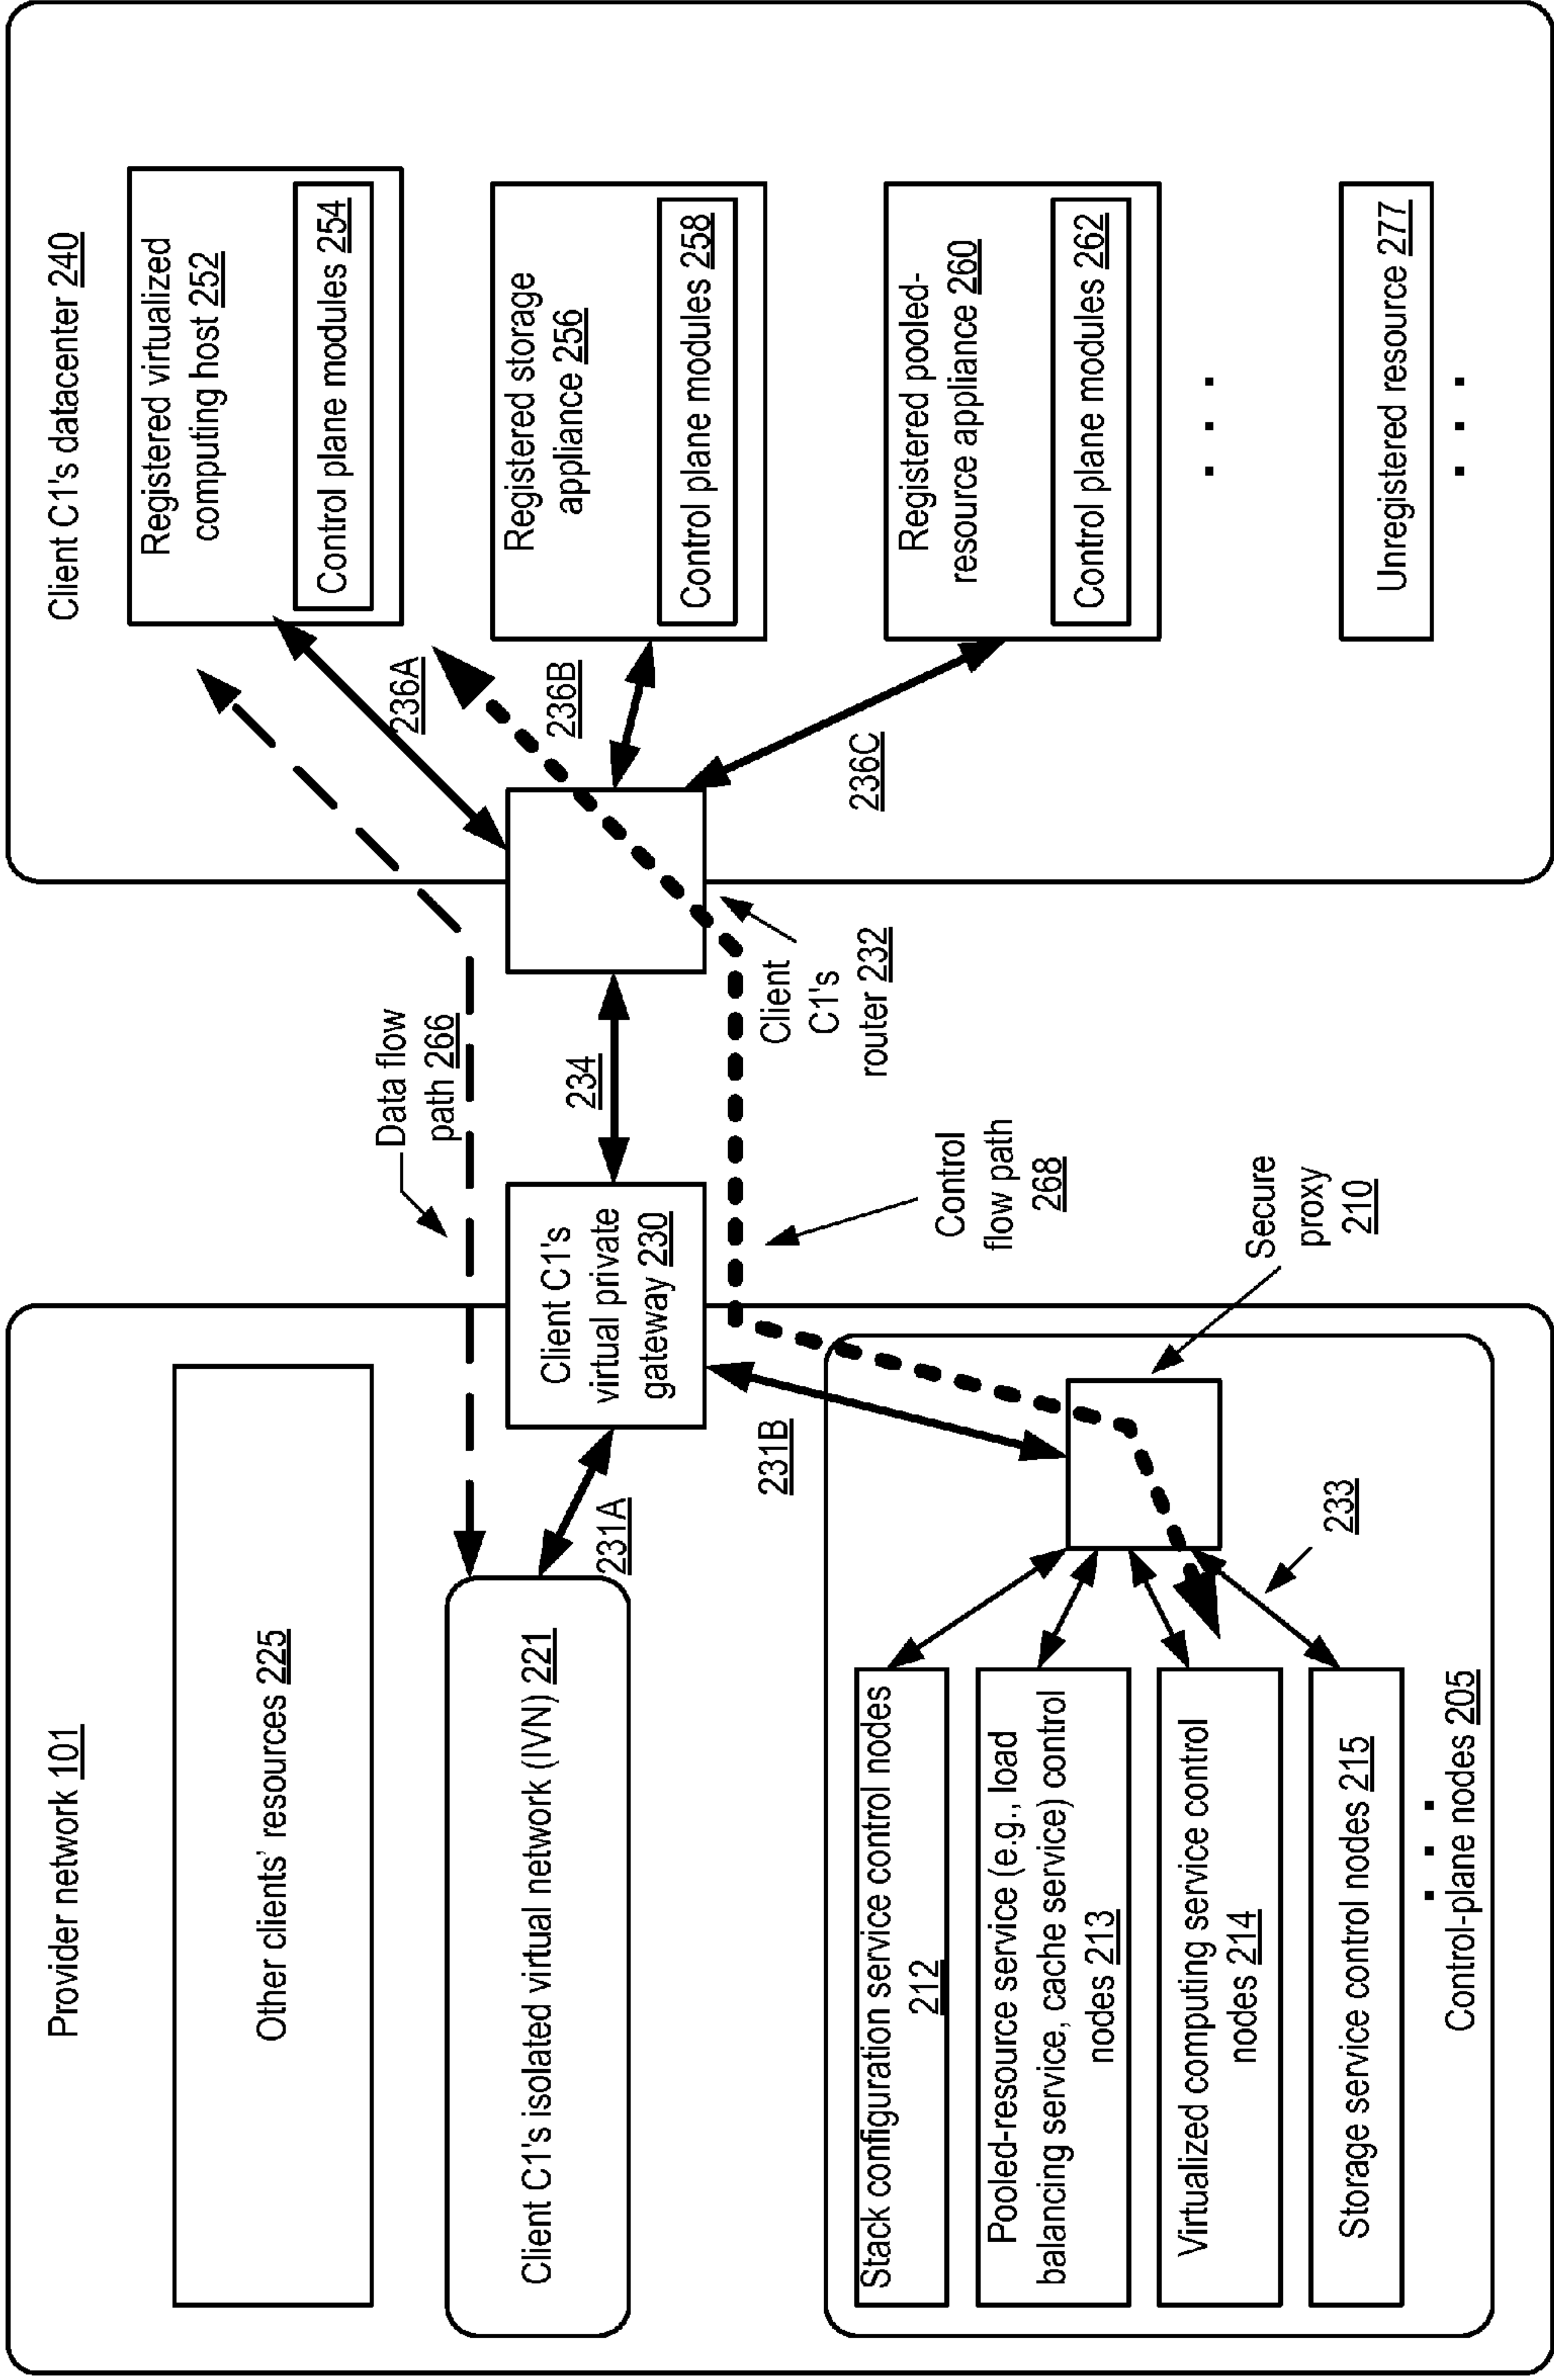 Provider network 101
Other clients’ resources 225
Client C1's isolated virtual network (IVN) 221
Stack configuration service control nodes
212
Pooled-resource service (e.g., load
balancing service, cache service) control
nodes 213
Virtualized computing service control
nodes 214
Storage service control nodes 215
Control-plane nodes 205
231A
231B
233
Secure
proxy
210
Client C1's
virtual private
gateway 230
Data flow
path 266
234
Control
flow path
268
Client
C1's
router 232
Client C1's datacenter 240
236A
236B
236C
Registered virtualized
computing host 252
Control plane modules 254
Registered storage
appliance 256
Control plane modules 258
Registered pooled-
resource appliance 260
Control plane modules 262
Unregistered resource 277